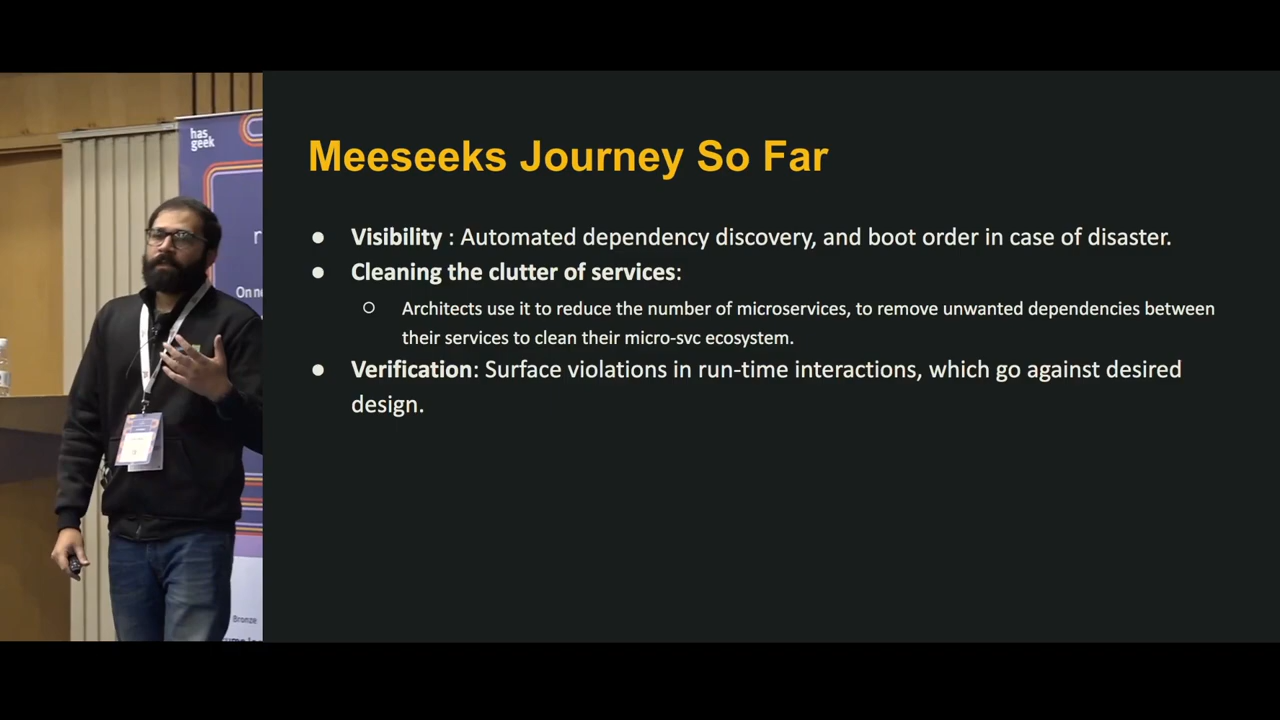 has
geek
Meeseeks Journey So Far
● Visibility : Automated dependency discovery, and boot order in case of disaster.
● Cleaning the clutter of services:
○ Architects use it to reduce the number of microservices, to remove unwanted dependencies between
their services to clean their micro-svc ecosystem.
● Verification: Surface violations in run-time interactions, which go against desired
design.
Bronze